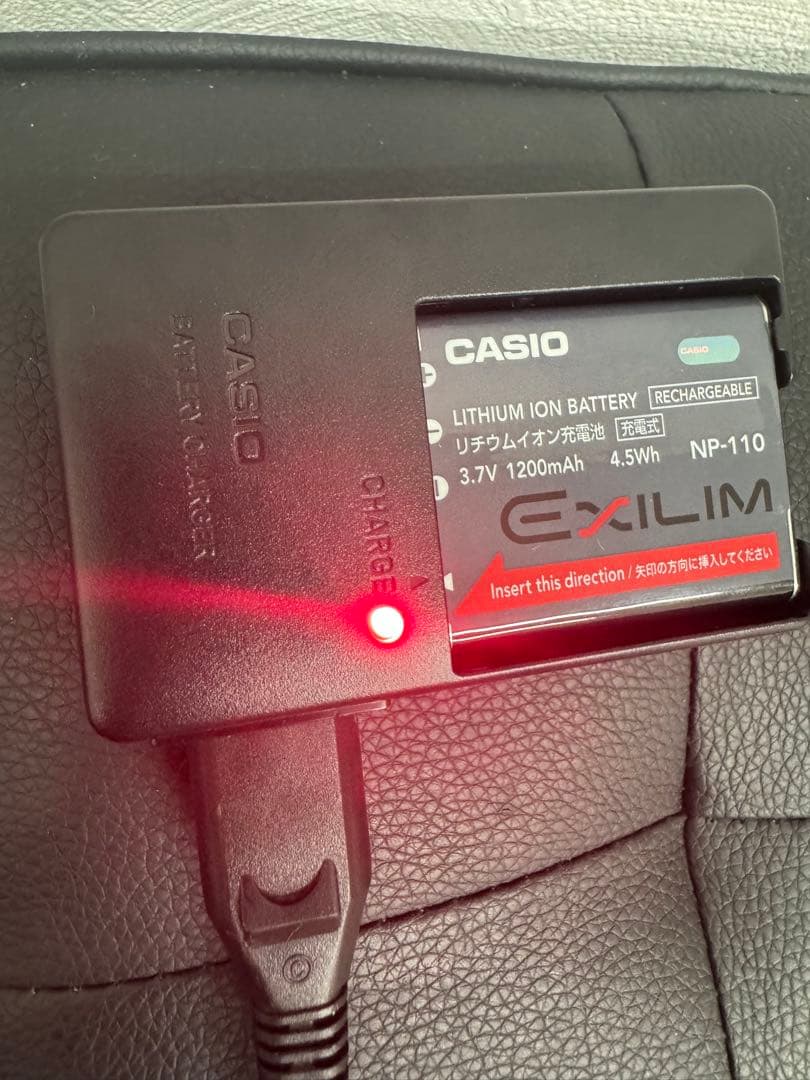 CASIO
BATTERY CHARGER
CHARGE
CASIO
CASIO
+
−
LITHIUM ION BATTERY RECHARGEABLE
リチウムイオン充電池 充電式
3.7V 1200mAh 4.5Wh NP-110
EXILIM
Insert this direction / 矢印の方向に挿入してください